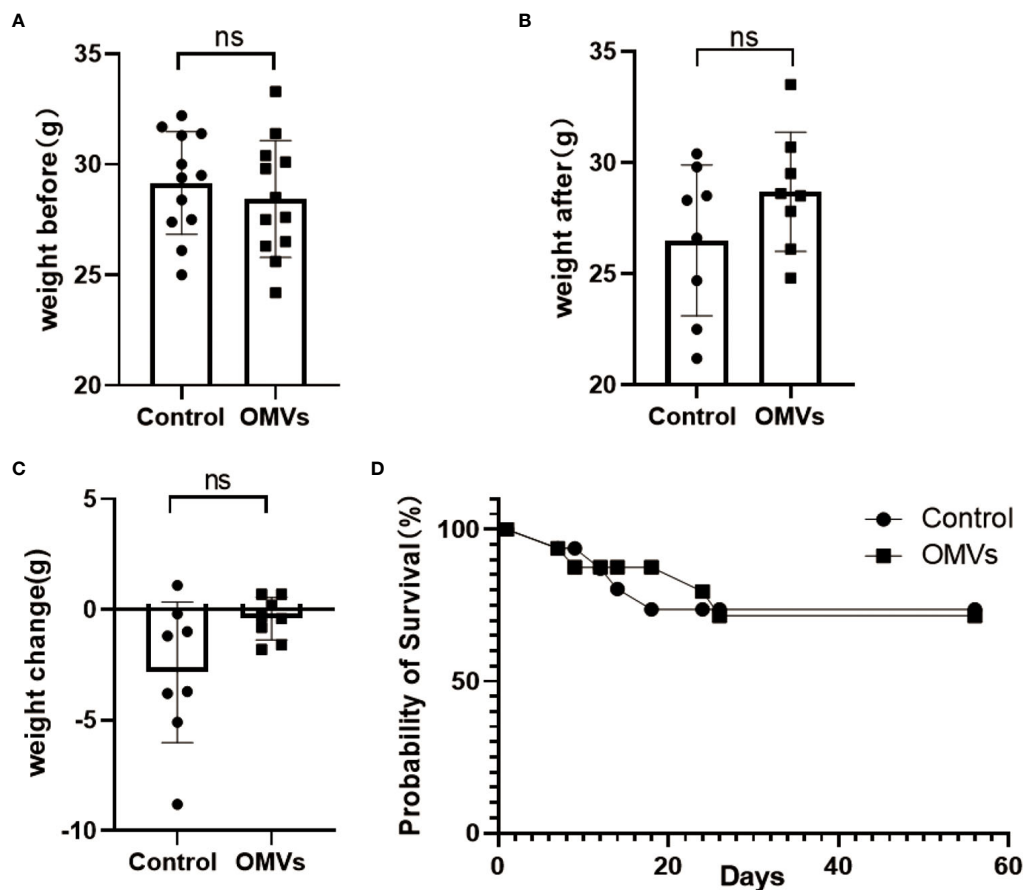 A
ns
35
30
25
20
weight before(g)
Control OMVs
B
ns
35
30
25
20
weight after(g)
Control OMVs
C
ns
5
0
-5
-10
weight change(g)
Control OMVs
D
Control
OMVs
100
50
0
Probability of Survival(%)
0 20 40 60
Days